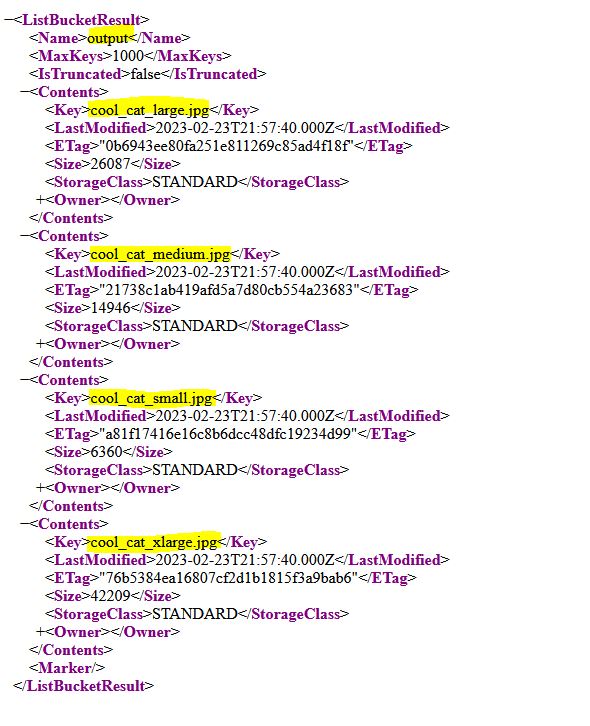 −<ListBucketResult>
<Name>output</Name>
<MaxKeys>1000</MaxKeys>
<IsTruncated>false</IsTruncated>
−<Contents>
<Key>cool_cat_large.jpg</Key>
<LastModified>2023-02-23T21:57:40.000Z</LastModified>
<ETag>"0b6943ee80fa251e811269c85ad4f18f"</ETag>
<Size>26087</Size>
<StorageClass>STANDARD</StorageClass>
+<Owner></Owner>
</Contents>
−<Contents>
<Key>cool_cat_medium.jpg</Key>
<LastModified>2023-02-23T21:57:40.000Z</LastModified>
<ETag>"21738c1ab419afd5a7d80cb554a23683"</ETag>
<Size>14946</Size>
<StorageClass>STANDARD</StorageClass>
+<Owner></Owner>
</Contents>
−<Contents>
<Key>cool_cat_small.jpg</Key>
<LastModified>2023-02-23T21:57:40.000Z</LastModified>
<ETag>"a81f17416e16c8b6dcc48dfc19234d99"</ETag>
<Size>6360</Size>
<StorageClass>STANDARD</StorageClass>
+<Owner></Owner>
</Contents>
−<Contents>
<Key>cool_cat_xlarge.jpg</Key>
<LastModified>2023-02-23T21:57:40.000Z</LastModified>
<ETag>"76b5384ea16807cf2d1b1815f3a9bab6"</ETag>
<Size>42209</Size>
<StorageClass>STANDARD</StorageClass>
+<Owner></Owner>
</Contents>
<Marker/>
</ListBucketResult>